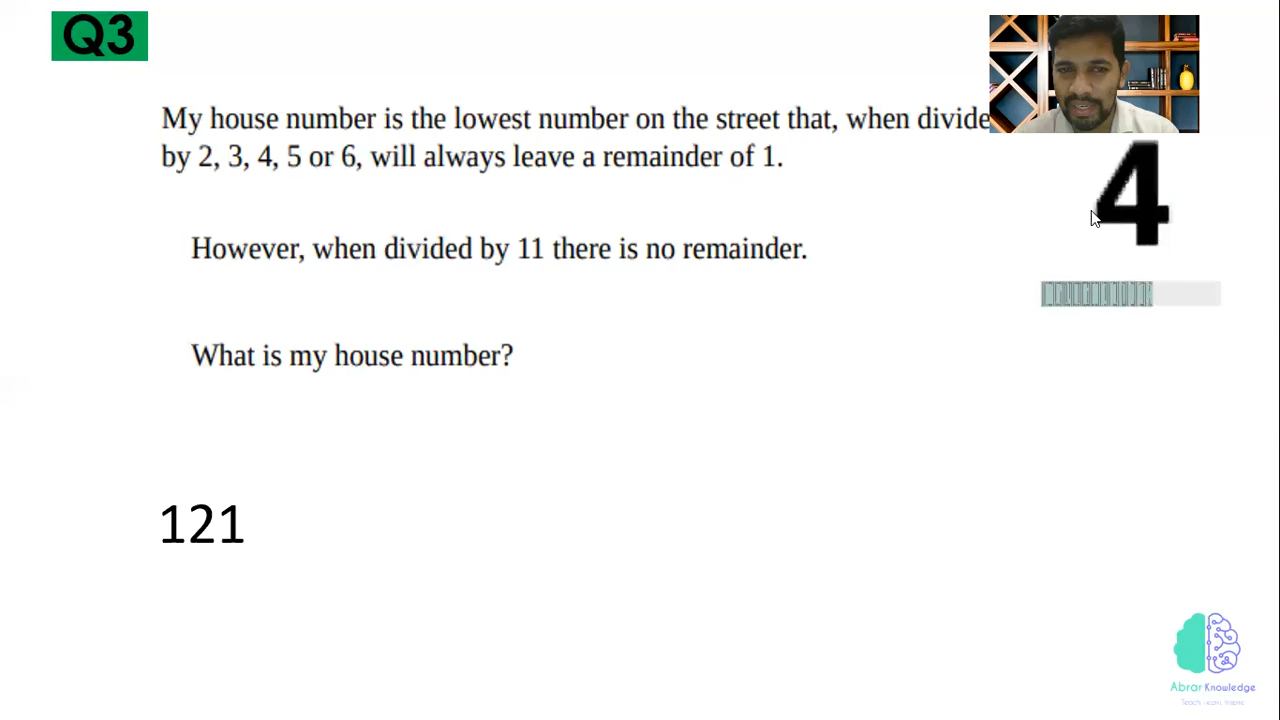 Q3
My house number is the lowest number on the street that, when divide
by 2, 3, 4, 5 or 6, will always leave a remainder of 1.
4
However, when divided by 11 there is no remainder.
What is my house number?
121
Abrar Knowledge